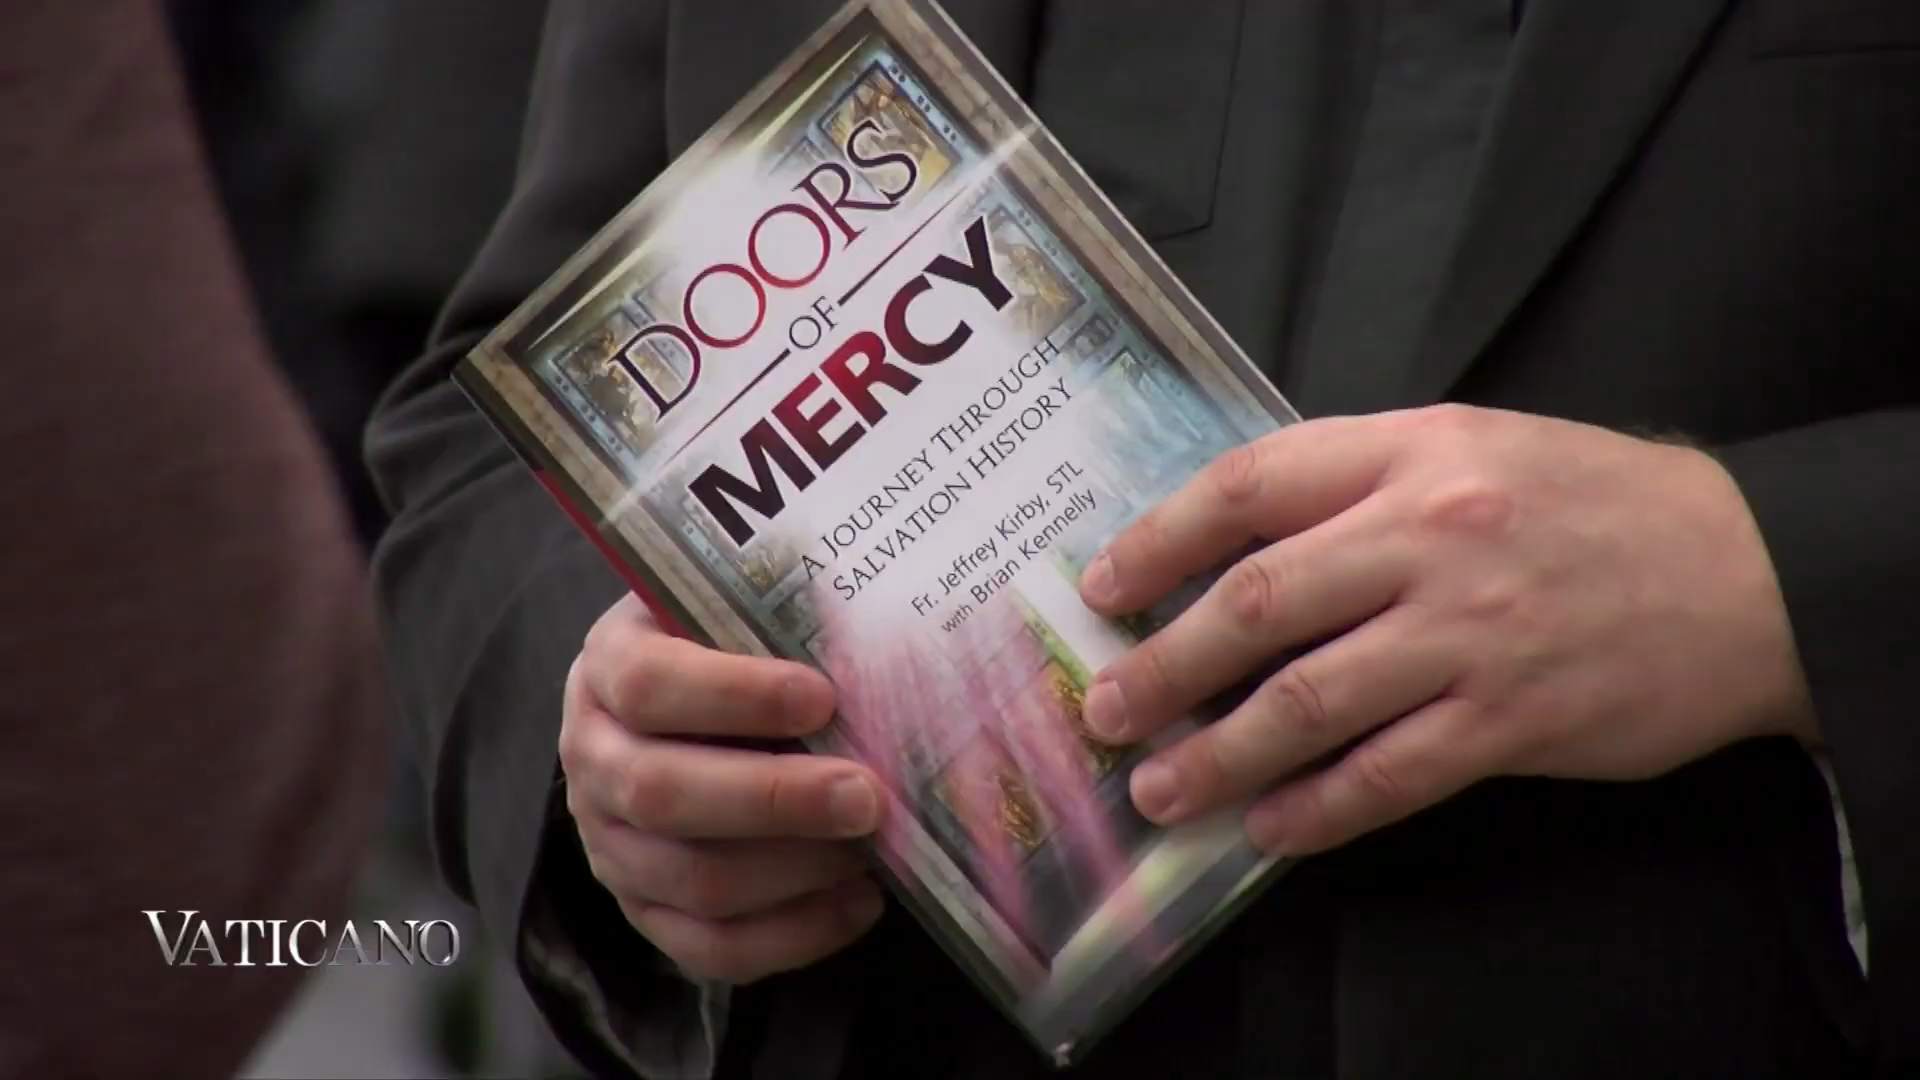 DOORS
OF
MERCY
A JOURNEY THROUGH
SALVATION HISTORY
Fr. Jeffrey Kirby, STL
with Brian Kennelly
VATICANO